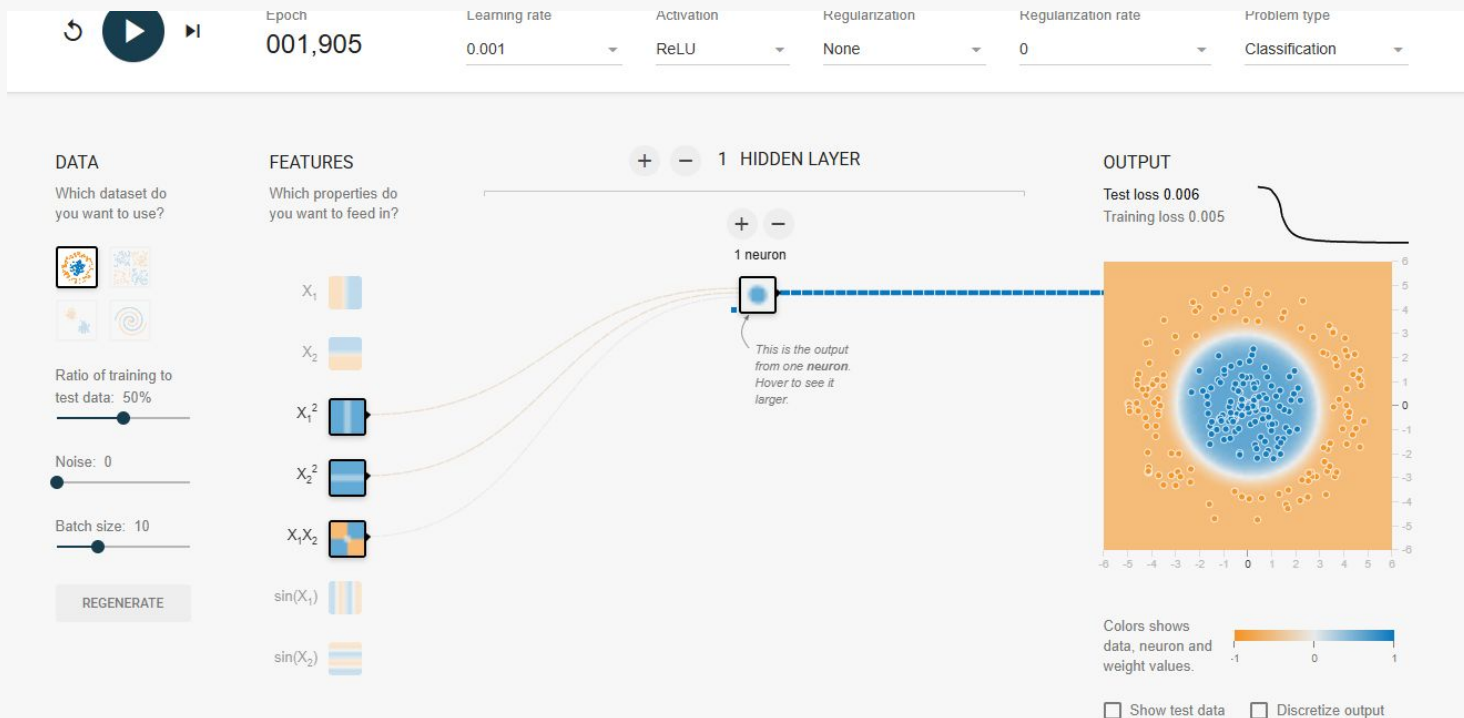 Epoch
Learning rate
Activation
Regularization
Regularization rate
Problem type
001,905
0.001
ReLU
None
0
Classification
DATA
Which dataset do
you want to use?
Ratio of training to
test data: 50%
Noise: 0
Batch size: 10
REGENERATE
FEATURES
Which properties do
you want to feed in?
X₁
X₂
X₁²
X₂²
X₁X₂
sin(X₁)
sin(X₂)
+ − 1 HIDDEN LAYER
+ −
1 neuron
This is the output
from one neuron.
Hover to see it
larger.
OUTPUT
Test loss 0.006
Training loss 0.005
6
5
4
3
2
1
0
-1
-2
-3
-4
-5
-6
-6 -5 -4 -3 -2 -1 0 1 2 3 4 5 6
Colors shows
data, neuron and
weight values.
-1 0 1
Show test data
Discretize output